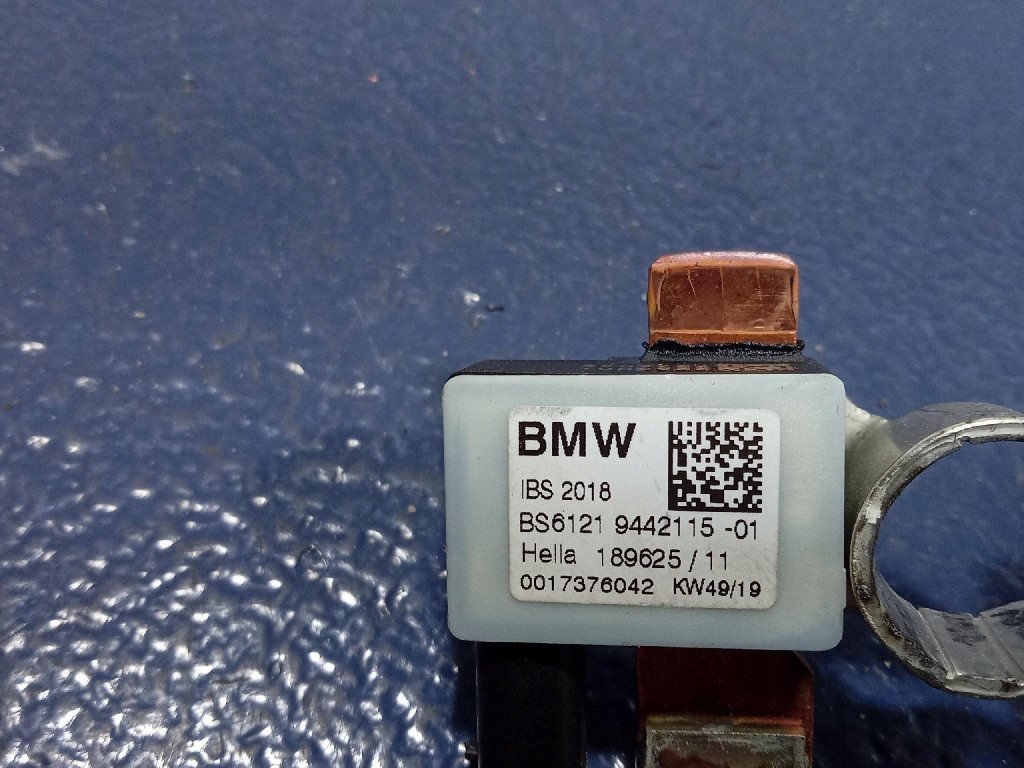 BMW
IBS 2018
BS6121 9442115 -01
Hella 189625 / 11
0017376042 KW49/19